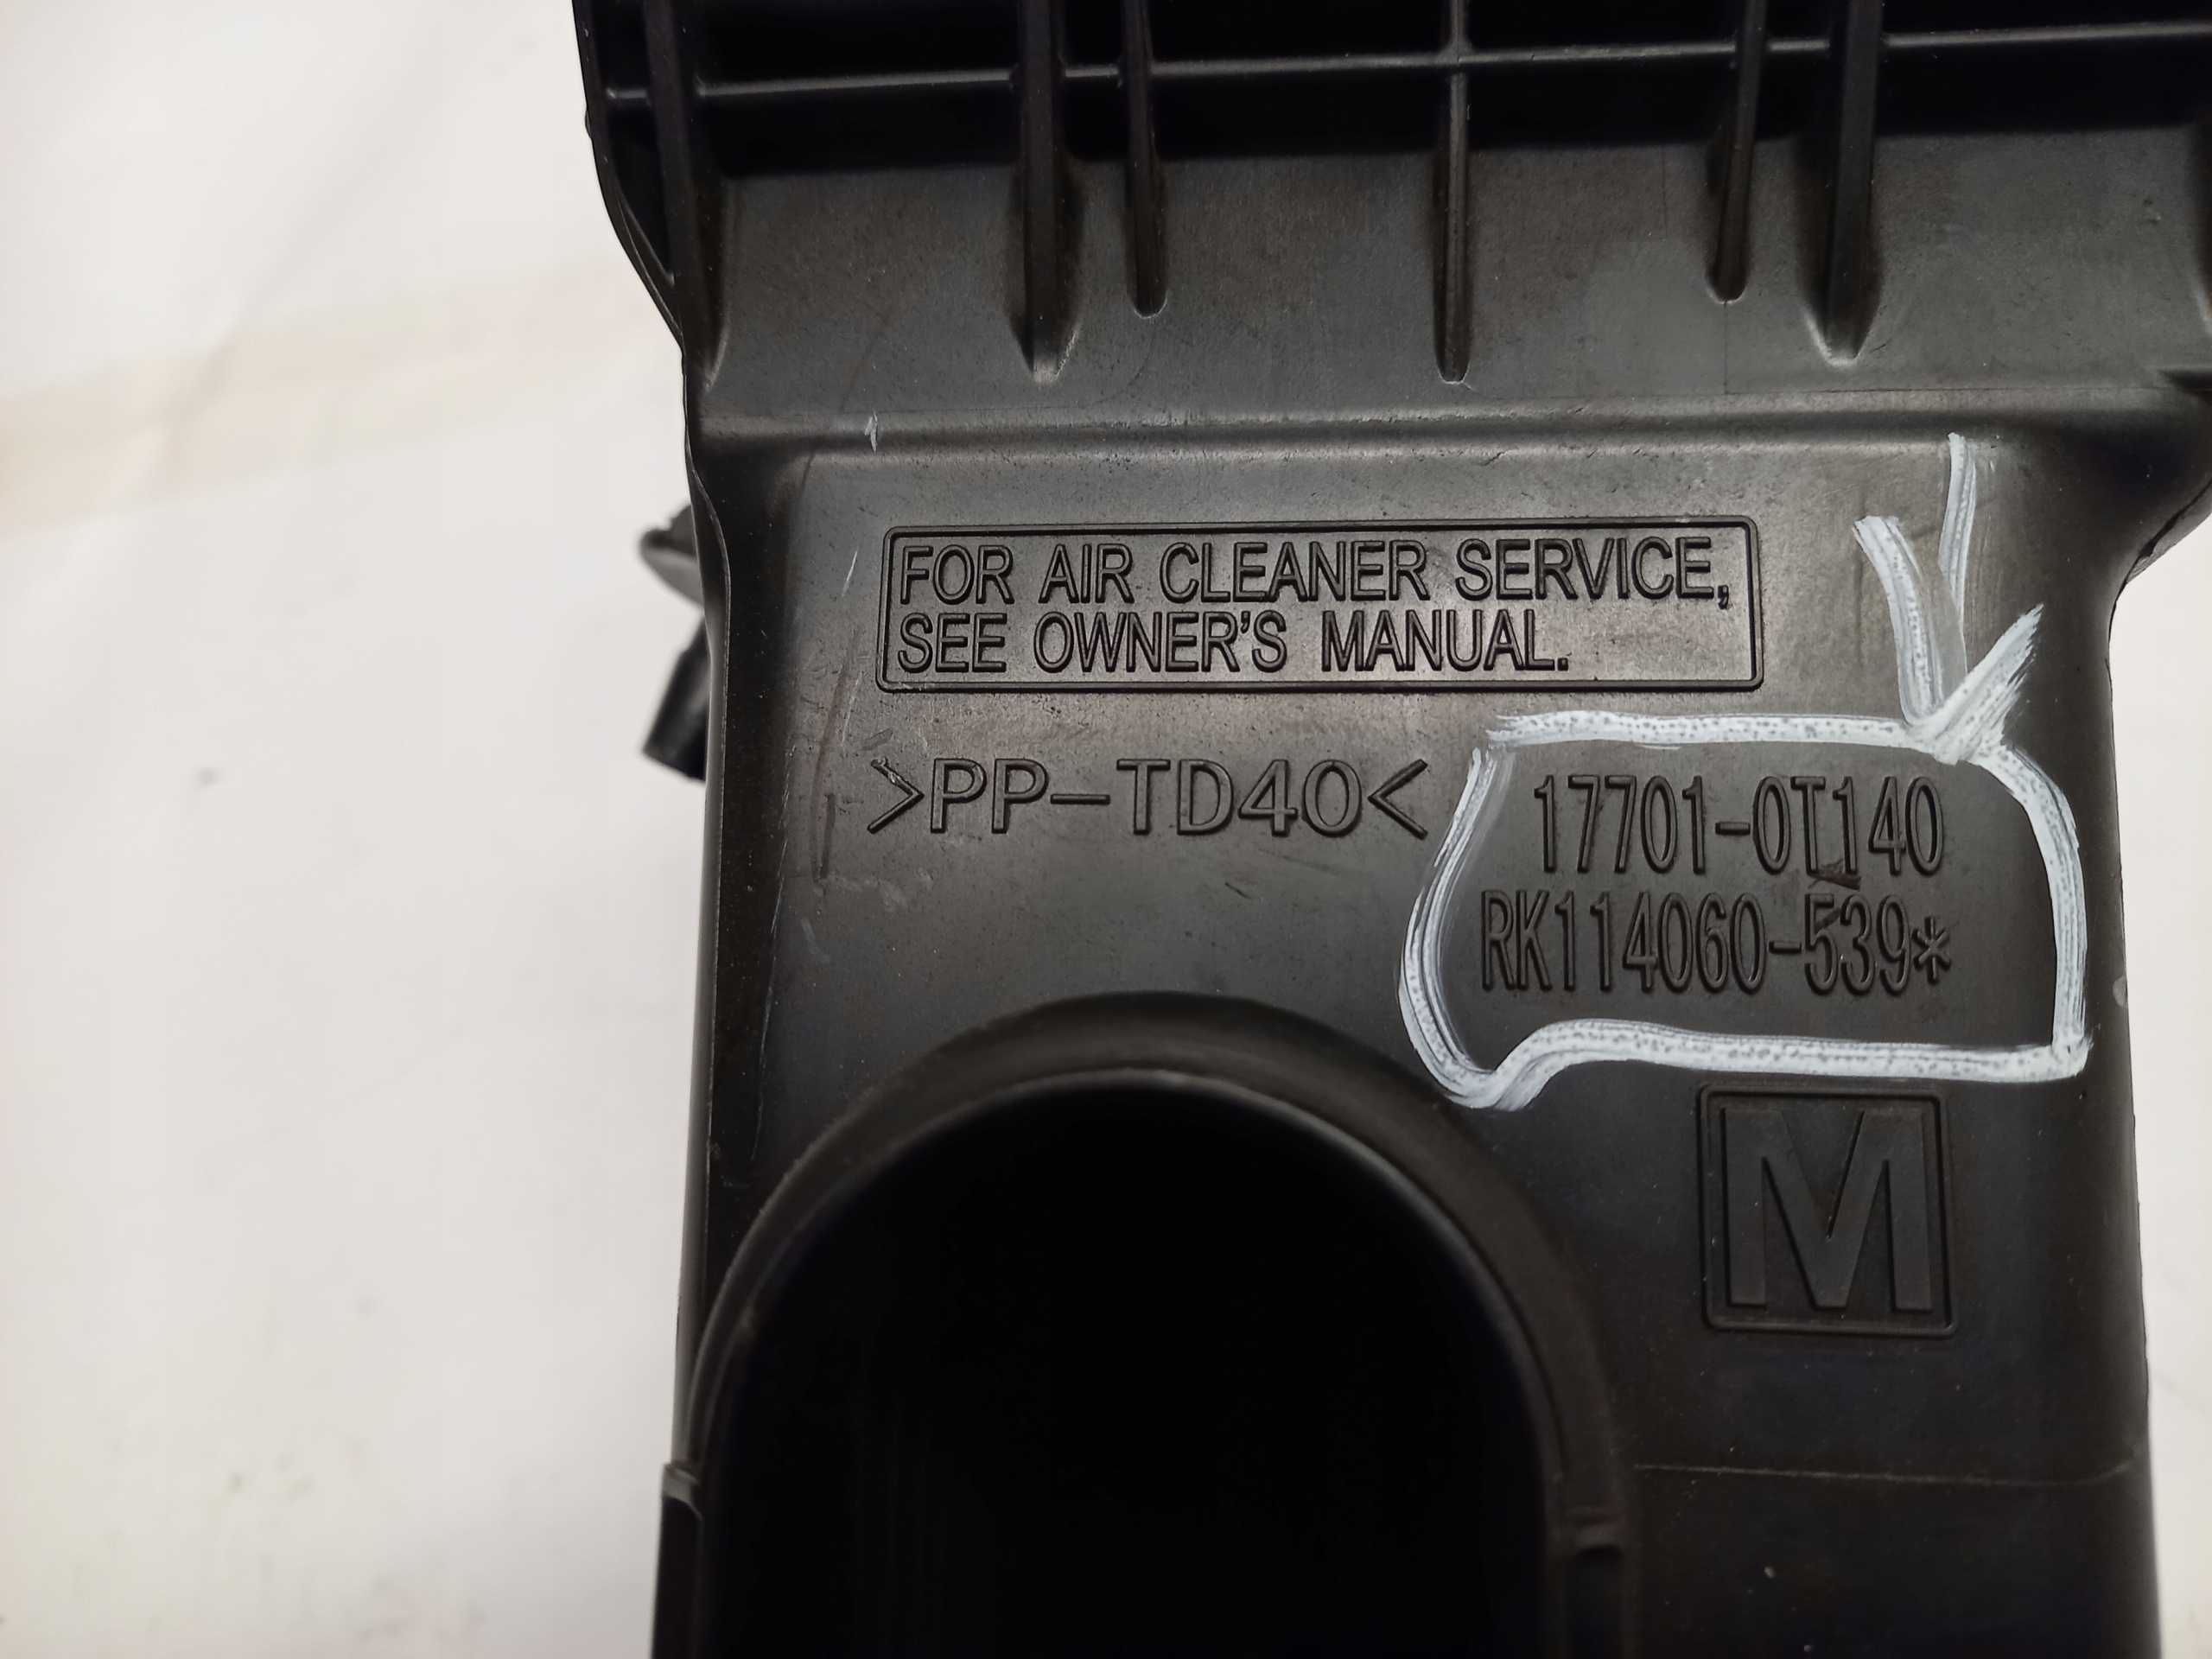 FOR AIR CLEANER SERVICE,
SEE OWNER'S MANUAL.
>PP-TD40<
17701-0T140
RK114060-539*
M